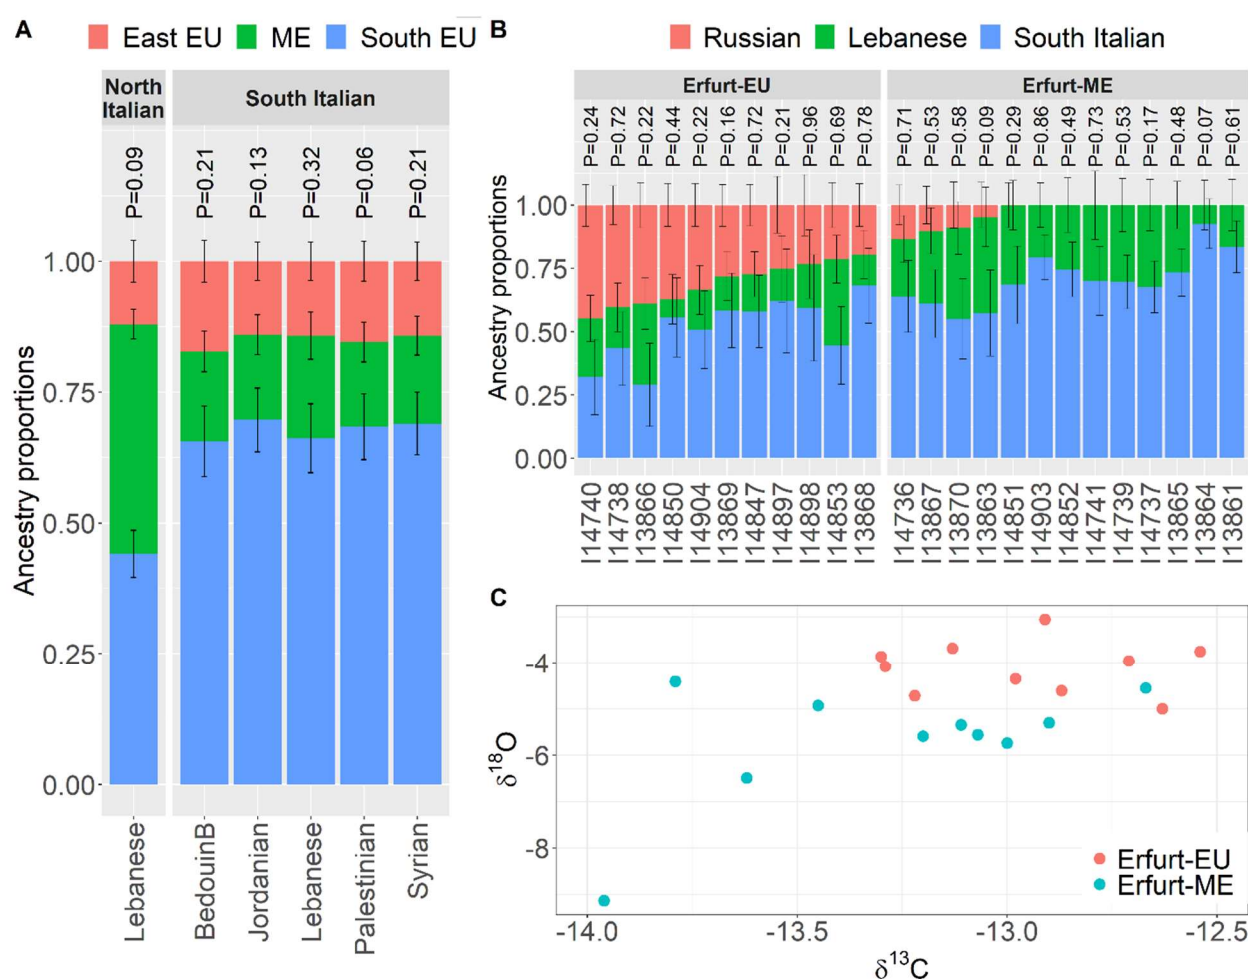 A
East EU ME South EU
North Italian
South Italian
P=0.09
P=0.21
P=0.13
P=0.32
P=0.06
P=0.21
Ancestry proportions
1.00
0.75
0.50
0.25
0.00
Lebanese
BedouinB
Jordanian
Lebanese
Palestinian
Syrian
B
Russian Lebanese South Italian
Erfurt-EU
Erfurt-ME
P=0.24
P=0.72
P=0.22
P=0.44
P=0.22
P=0.16
P=0.72
P=0.21
P=0.96
P=0.69
P=0.78
P=0.71
P=0.53
P=0.58
P=0.09
P=0.29
P=0.86
P=0.49
P=0.73
P=0.53
P=0.17
P=0.48
P=0.07
P=0.61
Ancestry proportions
1.00
0.75
0.50
0.25
0.00
I14740
I14738
I13866
I14850
I14904
I13869
I14847
I14897
I14898
I14853
I13868
I14736
I13867
I13870
I13863
I14851
I14903
I14852
I14741
I14739
I14737
I13865
I13864
I13861
C
δ¹⁸O
-4
-6
-8
Erfurt-EU
Erfurt-ME
-14.0
-13.5
-13.0
-12.5
δ¹³C